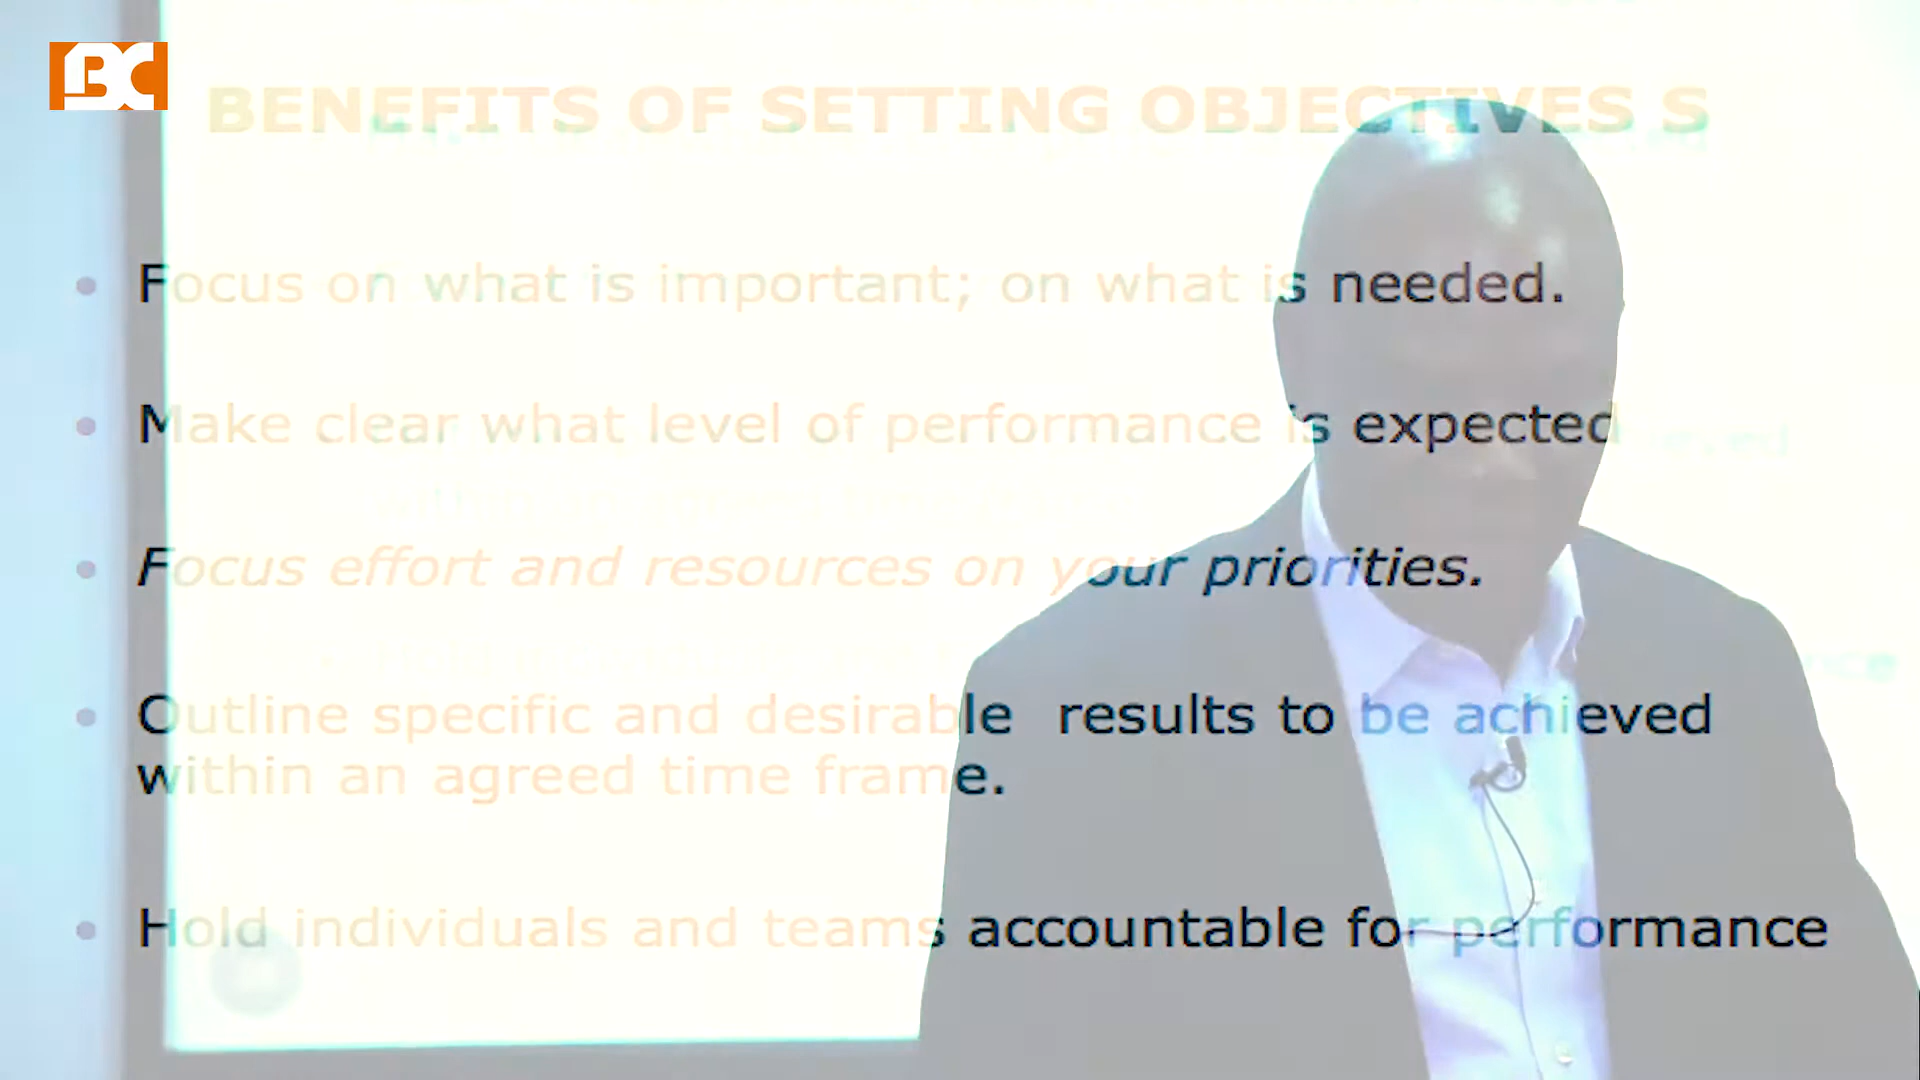 BC
BENEFITS OF SETTING OBJECTIVES S
• Focus on what is important; on what is needed.
• Make clear what level of performance is expected
• Focus effort and resources on your priorities.
• Outline specific and desirable results to be achieved
within an agreed time frame.
• Hold individuals and teams accountable for performance